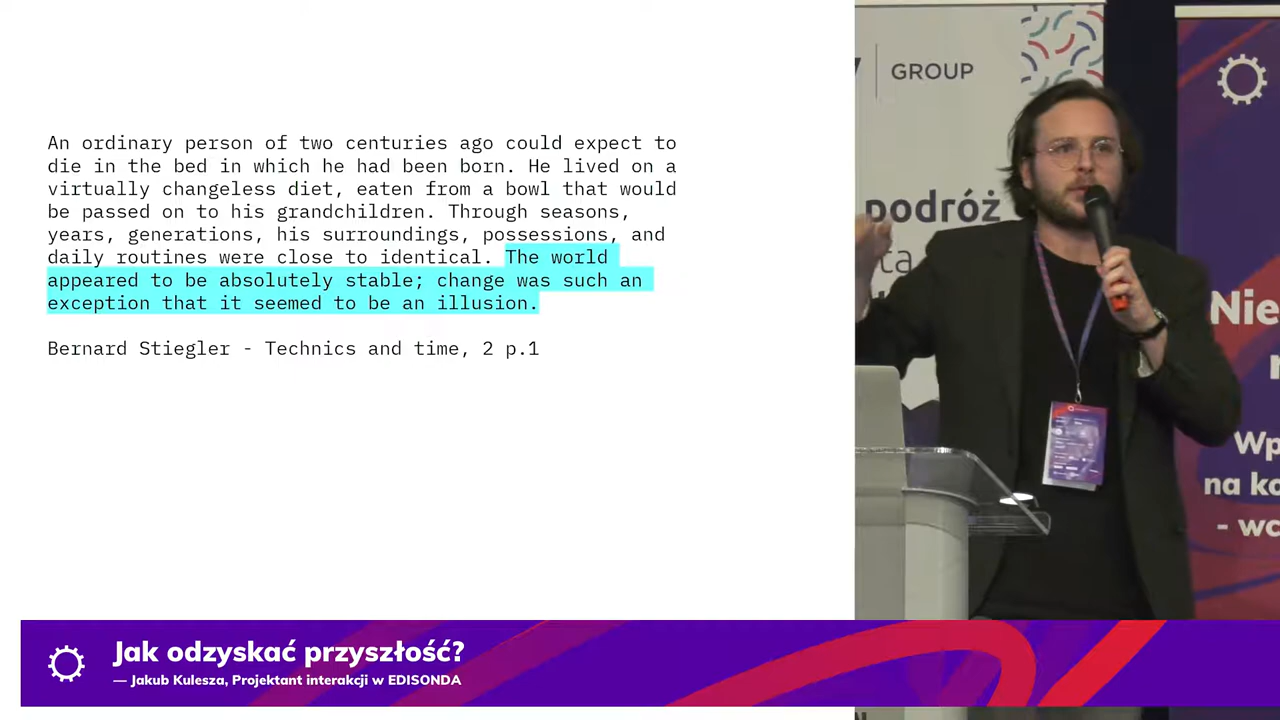 An ordinary person of two centuries ago could expect to
die in the bed in which he had been born. He lived on a
virtually changeless diet, eaten from a bowl that would
be passed on to his grandchildren. Through seasons,
years, generations, his surroundings, possessions, and
daily routines were close to identical. The world
appeared to be absolutely stable; change was such an
exception that it seemed to be an illusion.
Bernard Stiegler - Technics and time, 2 p.1
GROUP
podróż
ta
Nie
Wp
na ko
- wc
Jak odzyskać przyszłość?
— Jakub Kulesza, Projektant interakcji w EDISONDA